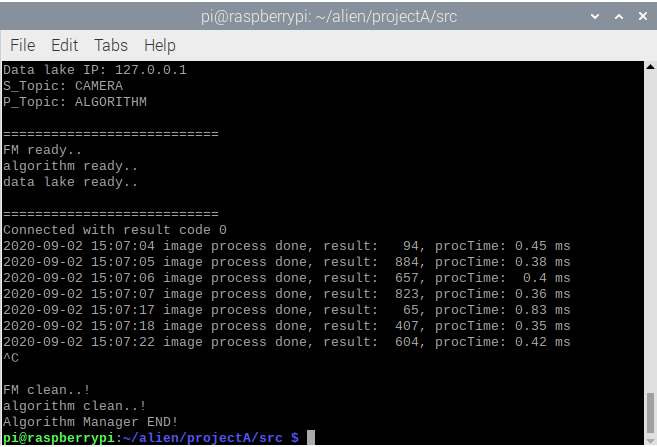 pi@raspberrypi: ~/alien/projectA/src
File Edit Tabs Help
Data lake IP: 127.0.0.1
S_Topic: CAMERA
P_Topic: ALGORITHM
===========================
FM ready..
algorithm ready..
data lake ready..
===========================
Connected with result code 0
2020-09-02 15:07:04 image process done, result:   94, procTime: 0.45 ms
2020-09-02 15:07:05 image process done, result:  884, procTime: 0.38 ms
2020-09-02 15:07:06 image process done, result:  657, procTime:  0.4 ms
2020-09-02 15:07:07 image process done, result:  823, procTime: 0.36 ms
2020-09-02 15:07:17 image process done, result:   65, procTime: 0.83 ms
2020-09-02 15:07:18 image process done, result:  407, procTime: 0.35 ms
2020-09-02 15:07:22 image process done, result:  604, procTime: 0.42 ms
^C
FM clean..!
algorithm clean..!
Algorithm Manager END!
pi@raspberrypi:~/alien/projectA/src $